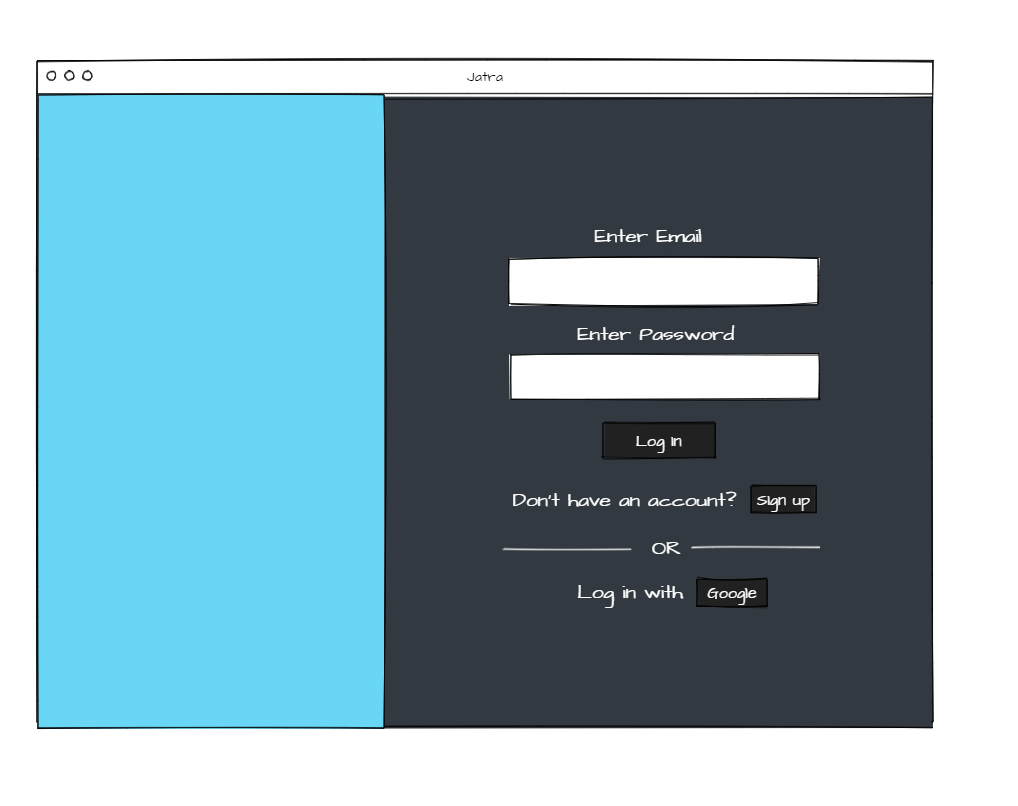 Jatra
Enter Email
Enter Password
Log in
Don't have an account? Sign up
OR
Log in with Google